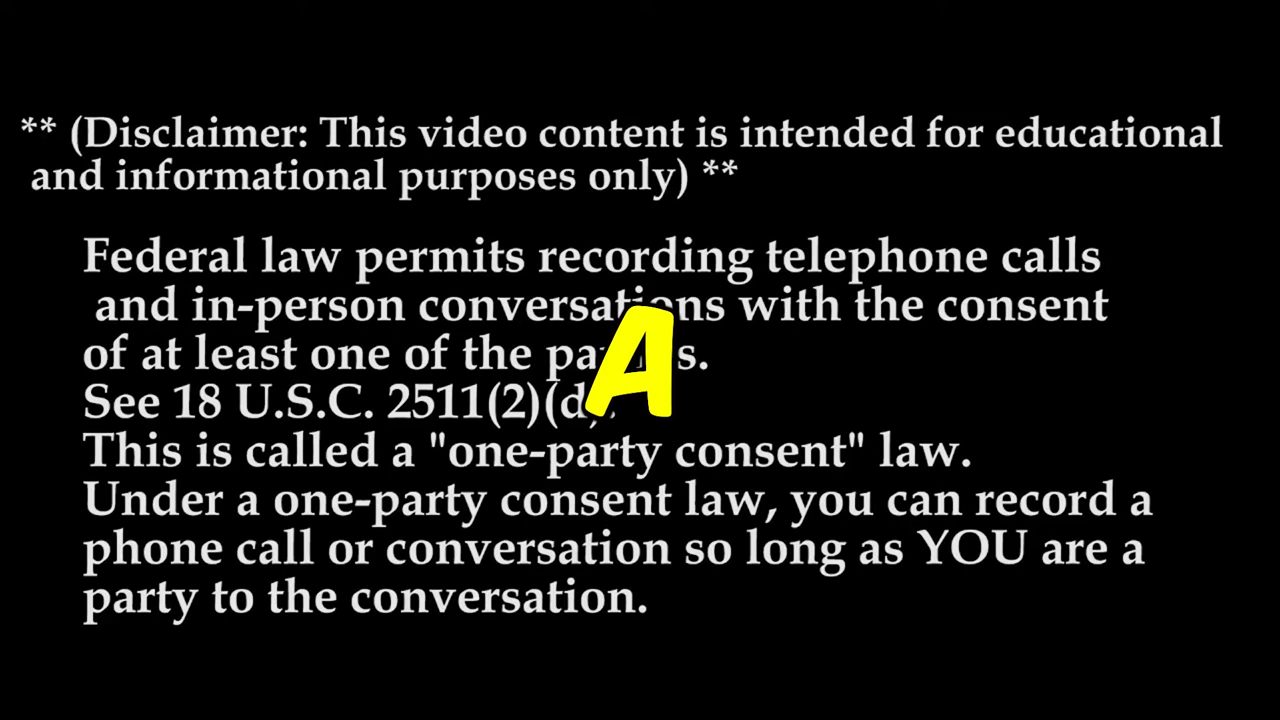 ** (Disclaimer: This video content is intended for educational
and informational purposes only) **
Federal law permits recording telephone calls
and in-person conversations with the consent
of at least one of the parties.
See 18 U.S.C. 2511(2)(d).
This is called a "one-party consent" law.
Under a one-party consent law, you can record a
phone call or conversation so long as YOU are a
party to the conversation.
A